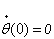 θ̇(0) = 0